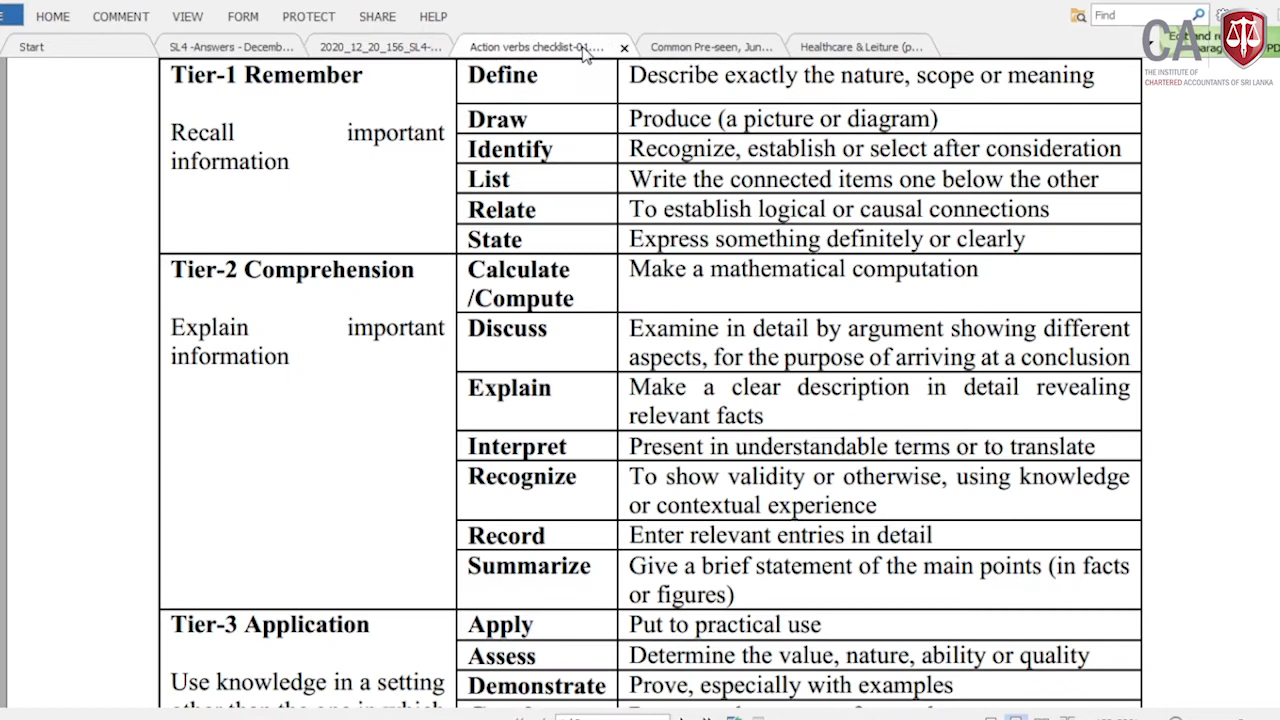 HOME COMMENT VIEW FORM PROTECT SHARE HELP
Find
Start
SL4 -Answers - Decemb...
2020_12_20_156_SL4-...
Action verbs checklist-01....
Common Pre-seen, Jun...
Healthcare & Leiture (p...
CA
THE INSTITUTE OF
CHARTERED ACCOUNTANTS OF SRI LANKA
Tier-1 Remember
Recall important
information
Define Describe exactly the nature, scope or meaning
Draw Produce (a picture or diagram)
Identify Recognize, establish or select after consideration
List Write the connected items one below the other
Relate To establish logical or causal connections
State Express something definitely or clearly
Tier-2 Comprehension
Explain important
information
Calculate Make a mathematical computation
/Compute
Discuss Examine in detail by argument showing different
aspects, for the purpose of arriving at a conclusion
Explain Make a clear description in detail revealing
relevant facts
Interpret Present in understandable terms or to translate
Recognize To show validity or otherwise, using knowledge
or contextual experience
Record Enter relevant entries in detail
Summarize Give a brief statement of the main points (in facts
or figures)
Tier-3 Application
Use knowledge in a setting
Apply Put to practical use
Assess Determine the value, nature, ability or quality
Demonstrate Prove, especially with examples